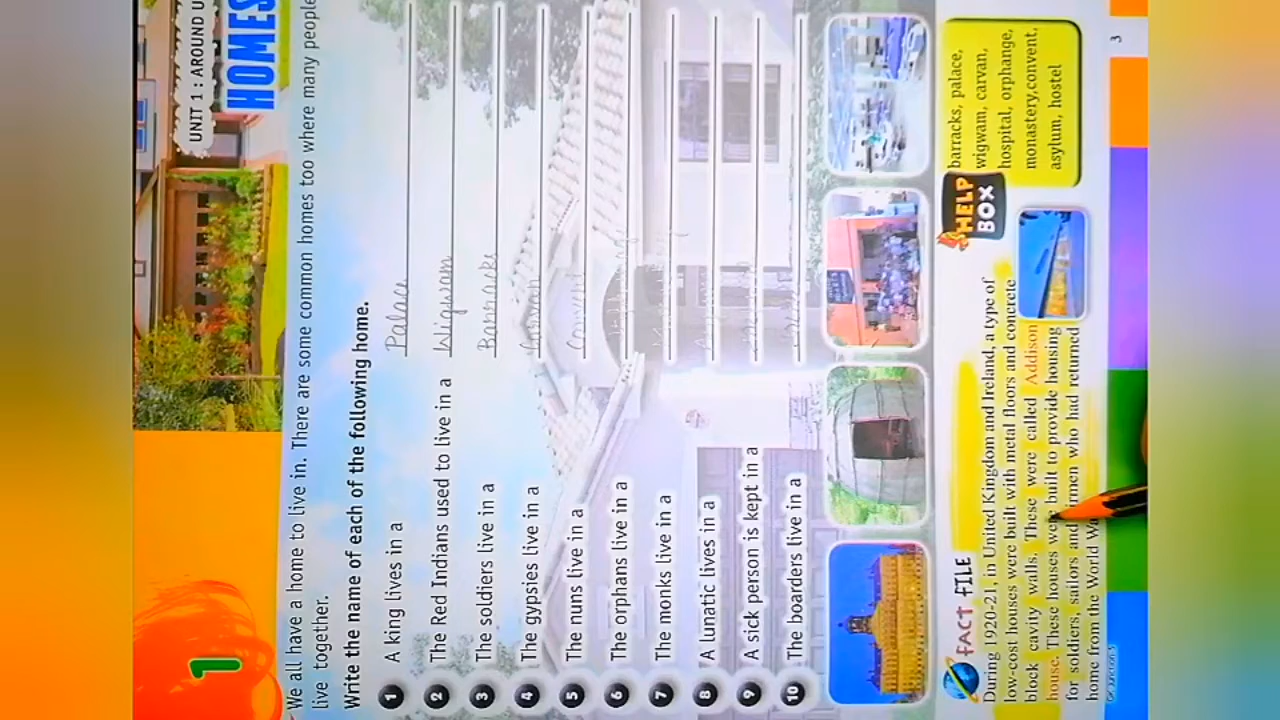 1
UNIT 1 : AROUND U
HOMES
We all have a home to live in. There are some common homes too where many people
live together.
Write the name of each of the following home.
1 A king lives in a Palace
2 The Red Indians used to live in a Wigwam
3 The soldiers live in a Barracks
4 The gypsies live in a
5 The nuns live in a Convent
6 The orphans live in a
7 The monks live in a
8 A lunatic lives in a
9 A sick person is kept in a
10 The boarders live in a
FACT FILE
During 1920-21, in United Kingdom and Ireland, a type of
low-cost houses were built with metal floors and concrete
block cavity walls. These were called Addison
house. These houses were built to provide housing
for soldiers, sailors and airmen who had returned
home from the World
HELP
BOX
barracks, palace,
wigwam, carvan,
hospital, orphange,
monastery,convent,
asylum, hostel
3